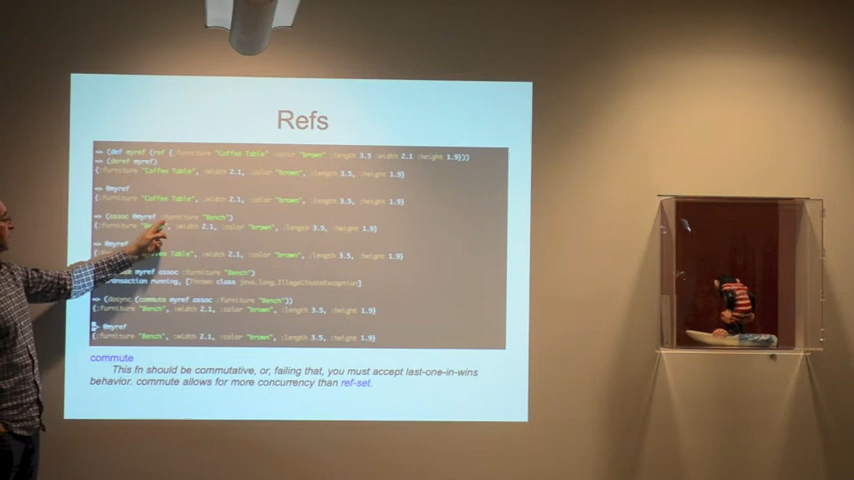 Refs
=> (def myref (ref {:furniture "Coffee Table" :color "brown" :length 3.5 :width 2.1 :height 1.9}))
=> (deref myref)
{:furniture "Coffee Table", :width 2.1, :color "brown", :length 3.5, :height 1.9}
=> @myref
{:furniture "Coffee Table", :width 2.1, :color "brown", :length 3.5, :height 1.9}
=> (assoc @myref :furniture "Bench")
{:furniture :width 2.1, :color "brown", :length 3.5, :height 1.9}
=> @myref
"Coffee Table", :width 2.1, :color "brown", :length 3.5, :height 1.9}
myref assoc :furniture "Bench")
transaction running, [Thrown class java.lang.IllegalStateException]
=> (dosync (commute myref assoc :furniture "Bench"))
{:furniture "Bench", :width 2.1, :color "brown", :length 3.5, :height 1.9}
=> @myref
{:furniture "Bench", :width 2.1, :color "brown", :length 3.5, :height 1.9}
commute
This fn should be commutative, or, failing that, you must accept last-one-in-wins
behavior. commute allows for more concurrency than ref-set.